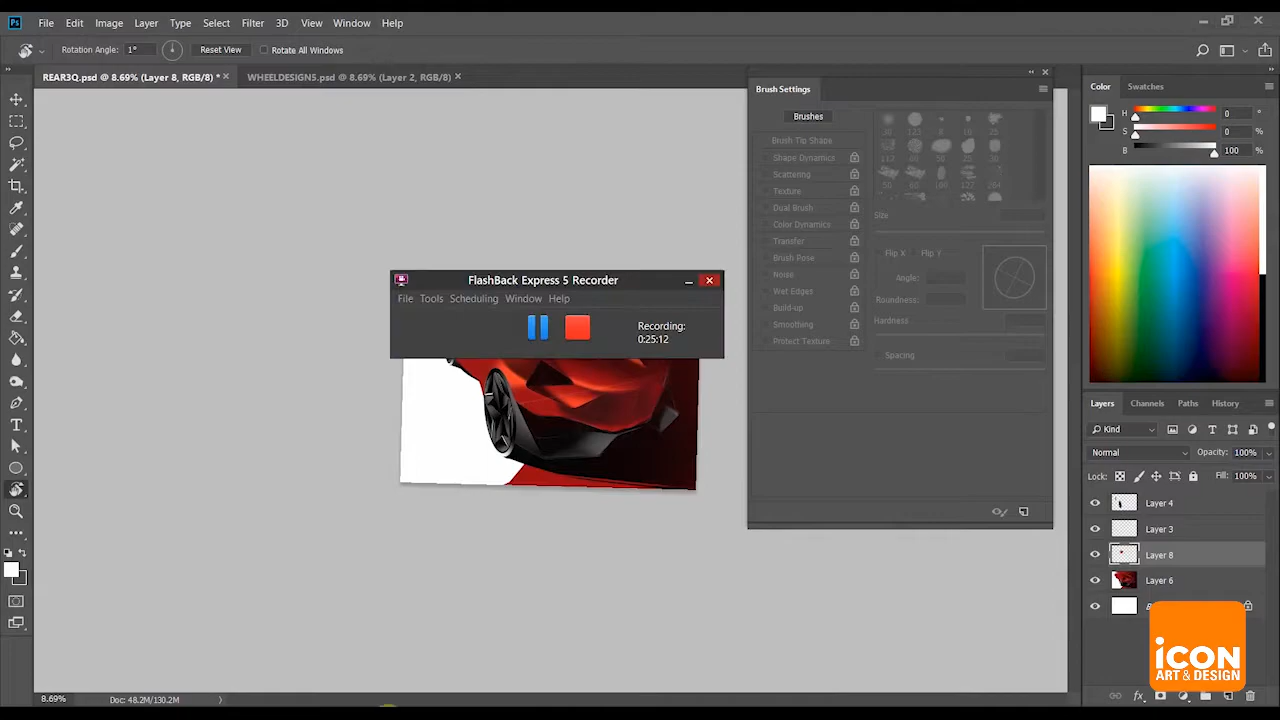 Ps File Edit Image Layer Type Select Filter 3D View Window Help
Rotation Angle: 1° Reset View Rotate All Windows
REAR3Q.psd @ 8.69% (Layer 8, RGB/8) * WHEELDESIGN5.psd @ 8.69% (Layer 2, RGB/8)
Brush Settings
Brushes
Brush Tip Shape
Shape Dynamics
Scattering
Texture
Dual Brush
Color Dynamics
Transfer
Brush Pose
Noise
Wet Edges
Build-up
Smoothing
Protect Texture
Size
Flip X Flip Y
Angle:
Roundness:
Hardness
Spacing
FlashBack Express 5 Recorder
File Tools Scheduling Window Help
Recording:
0:25:12
Color Swatches
H 0 °
S 0 %
B 100 %
Layers Channels Paths History
Kind
Normal Opacity: 100%
Lock: Fill: 100%
Layer 4
Layer 3
Layer 8
Layer 6
iCON
ART & DESIGN
8.69% Doc: 48.2M/130.2M